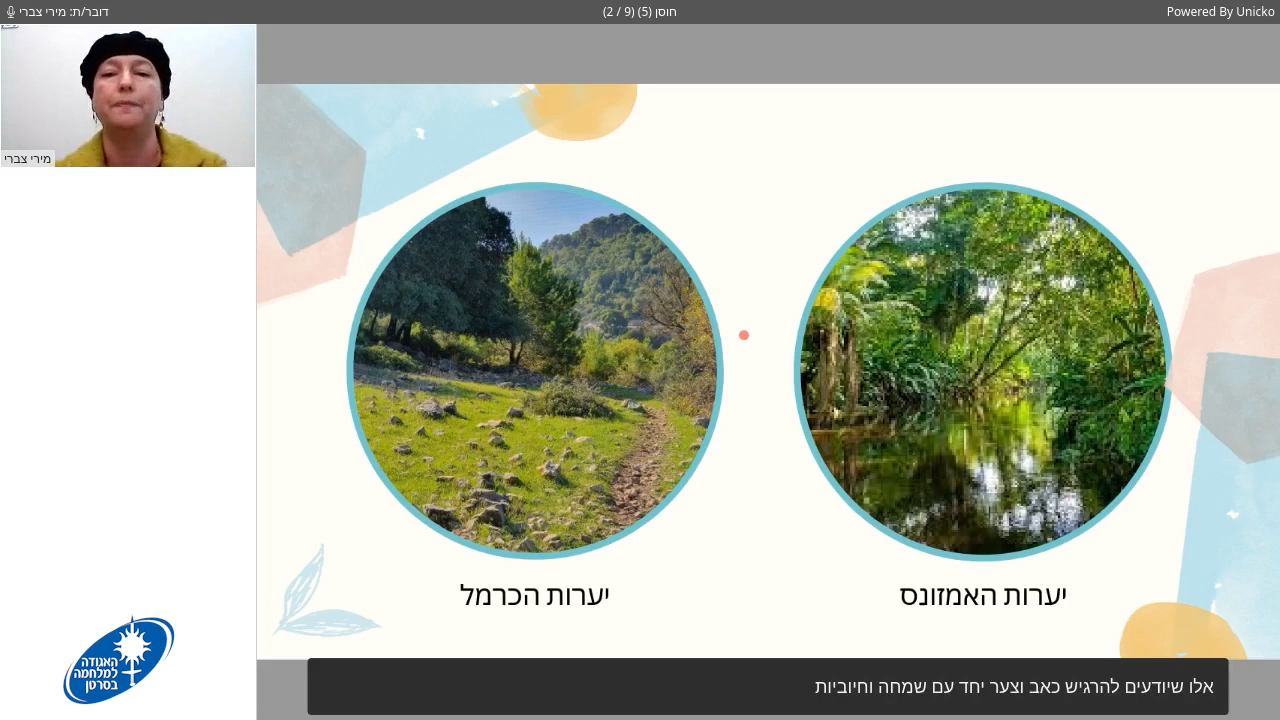 דובר/ת: מירי צברי
חוסן (5) (9 / 2)
Powered By Unicko
מירי צברי
יערות האמזונס
יערות הכרמל
האגודה
למלחמה
בסרטן
אלו שיודעים להרגיש כאב וצער יחד עם שמחה וחיוביות